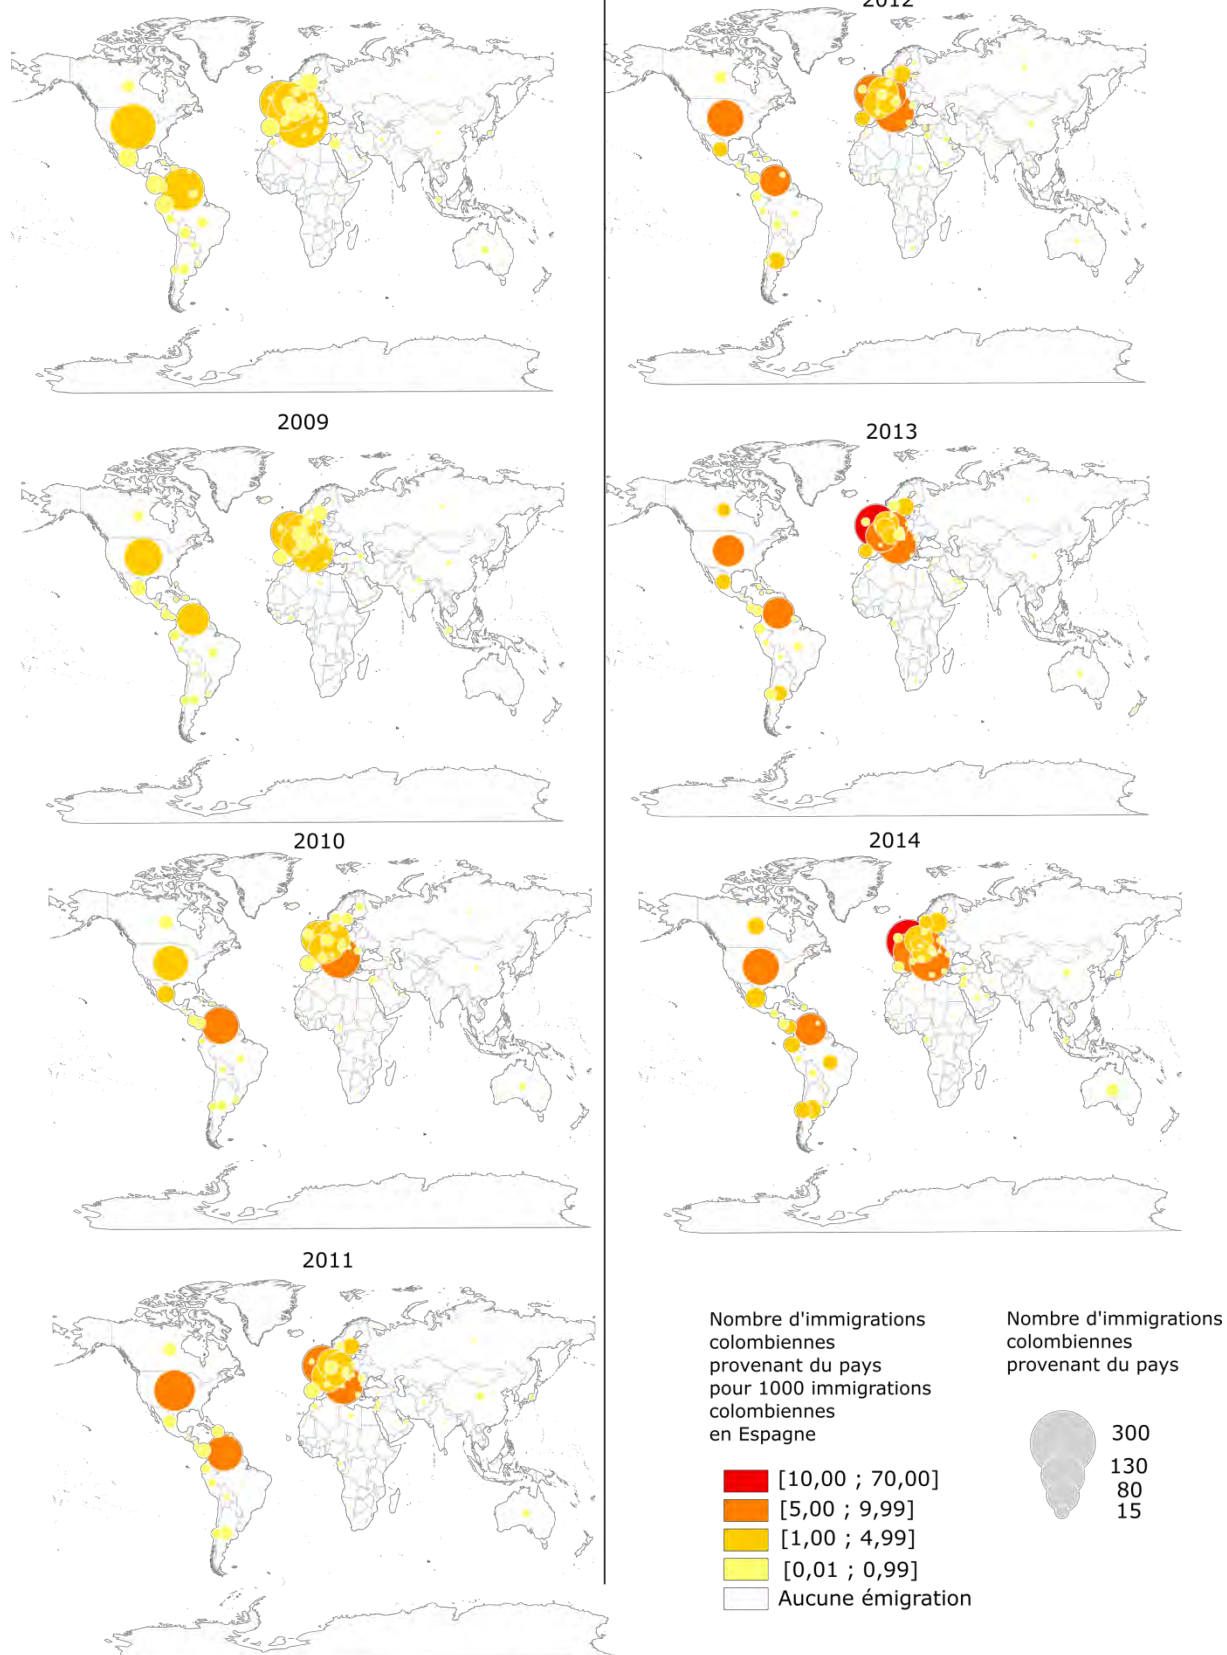 2012
2009
2013
2010
2014
2011
Nombre d'immigrations
colombiennes
provenant du pays
pour 1000 immigrations
colombiennes
en Espagne
[10,00 ; 70,00]
[5,00 ; 9,99]
[1,00 ; 4,99]
[0,01 ; 0,99]
Aucune émigration
Nombre d'immigrations
colombiennes
provenant du pays
300
130
80
15